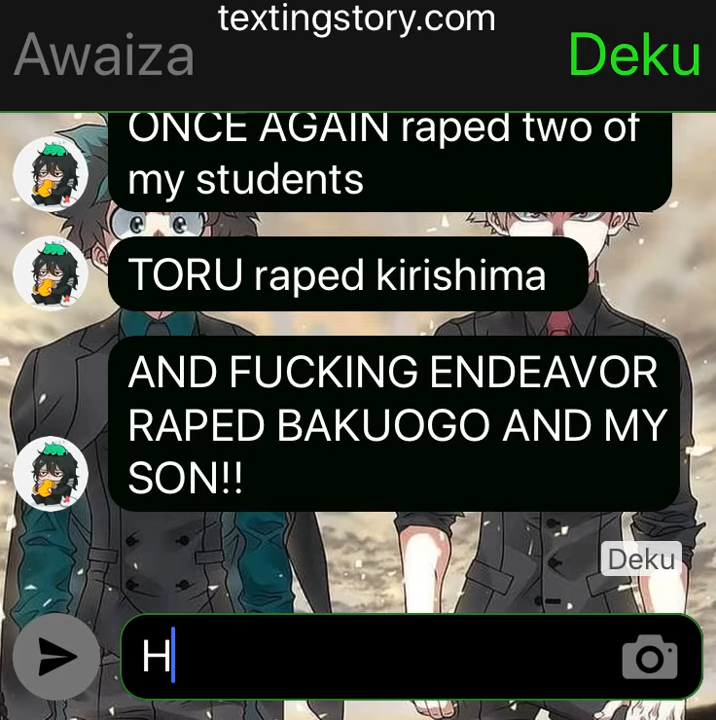 textingstory.com
Awaiza
Deku
ONCE AGAIN raped two of
my students
TORU raped kirishima
AND FUCKING ENDEAVOR
RAPED BAKUOGO AND MY
SON!!
Deku
H